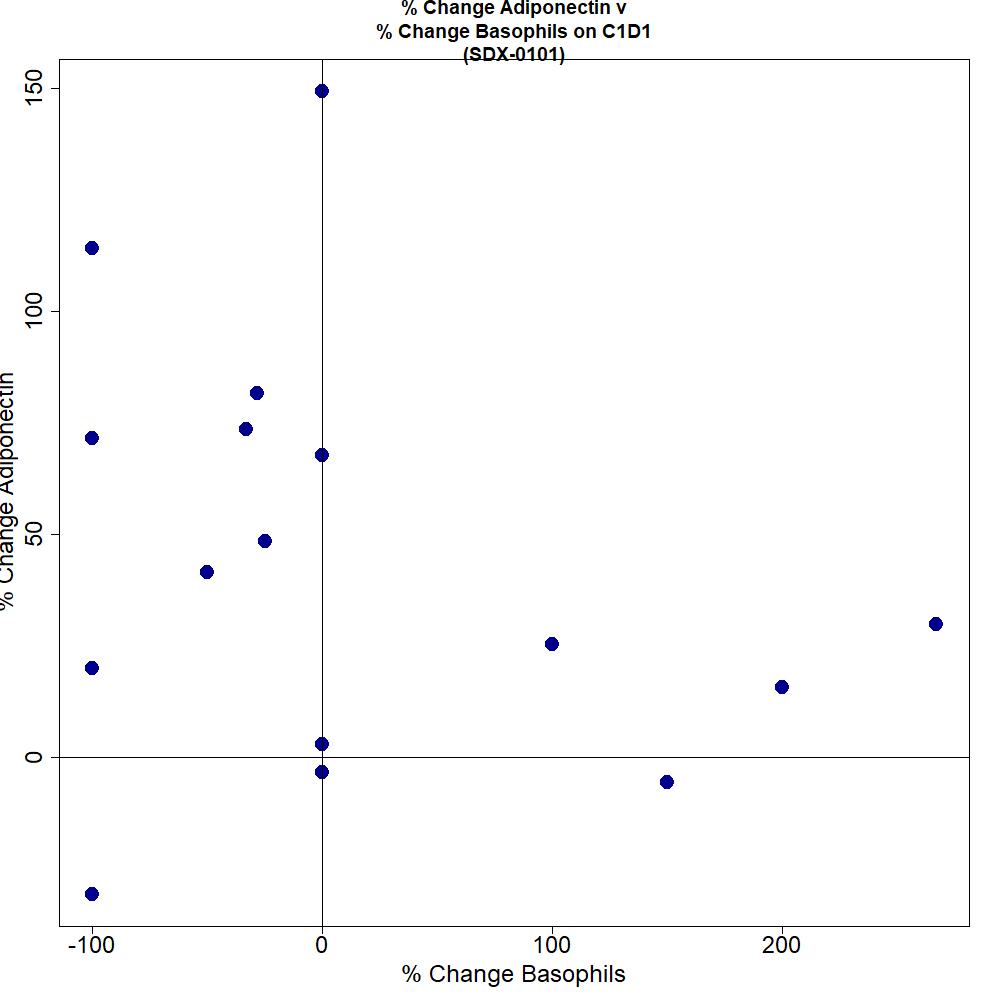 % Change Adiponectin v
% Change Basophils on C1D1
(SDX-0101)
% Change Adiponectin
150
100
50
0
-100
0
100
200
% Change Basophils